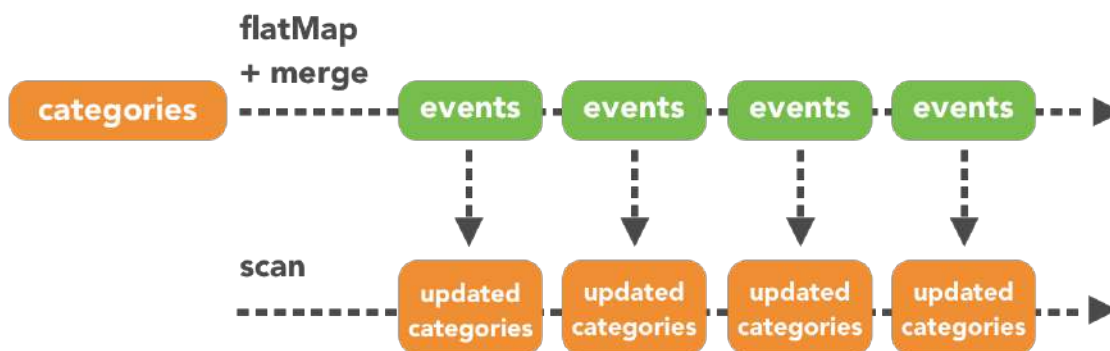 flatMap
+ merge
categories
events
events
events
events
scan
updated
categories
updated
categories
updated
categories
updated
categories